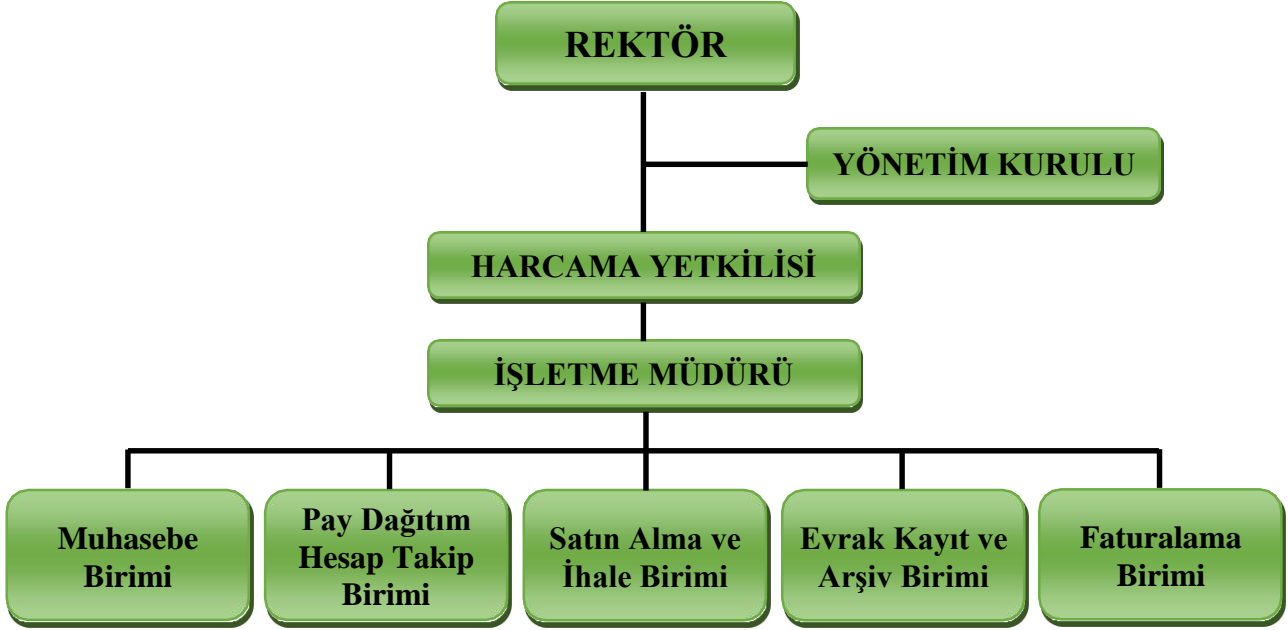 REKTÖR
YÖNETİM KURULU
HARCAMA YETKİLİSİ
İŞLETME MÜDÜRÜ
Muhasebe
Birimi
Pay Dağıtım
Hesap Takip
Birimi
Satın Alma ve
İhale Birimi
Evrak Kayıt ve
Arşiv Birimi
Faturalama
Birimi